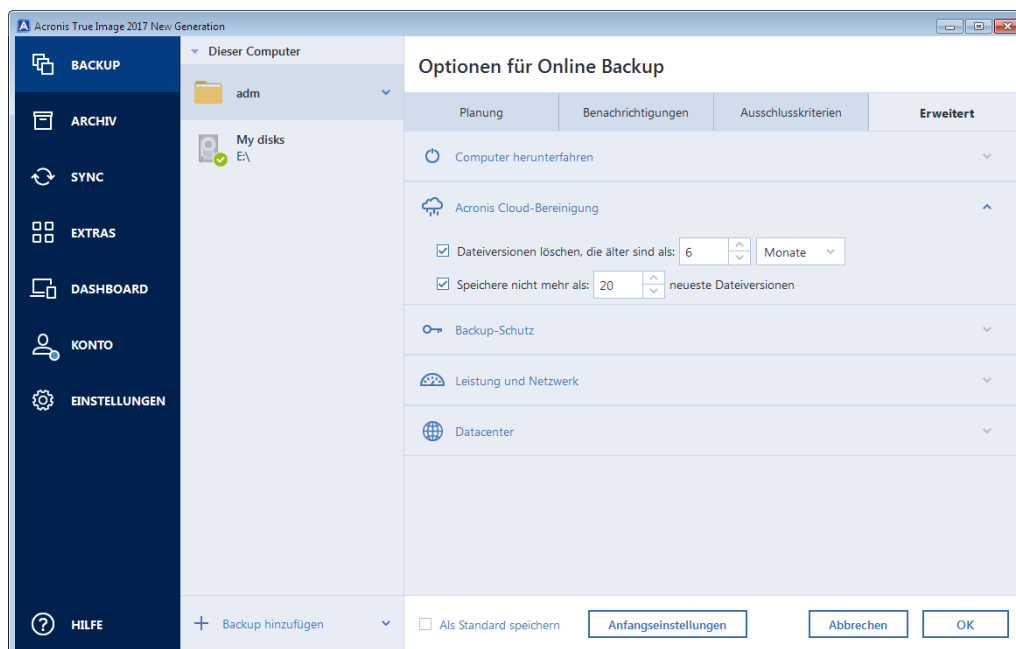 Acronis True Image 2017 New Generation
BACKUP
ARCHIV
SYNC
EXTRAS
DASHBOARD
KONTO
EINSTELLUNGEN
HILFE
Dieser Computer
adm
My disks
E:\
Backup hinzufügen
Optionen für Online Backup
Planung
Benachrichtigungen
Ausschlusskriterien
Erweitert
Computer herunterfahren
Acronis Cloud-Bereinigung
Dateiversionen löschen, die älter sind als: 6 Monate
Speichere nicht mehr als: 20 neueste Dateiversionen
Backup-Schutz
Leistung und Netzwerk
Datacenter
Als Standard speichern
Anfangseinstellungen
Abbrechen
OK